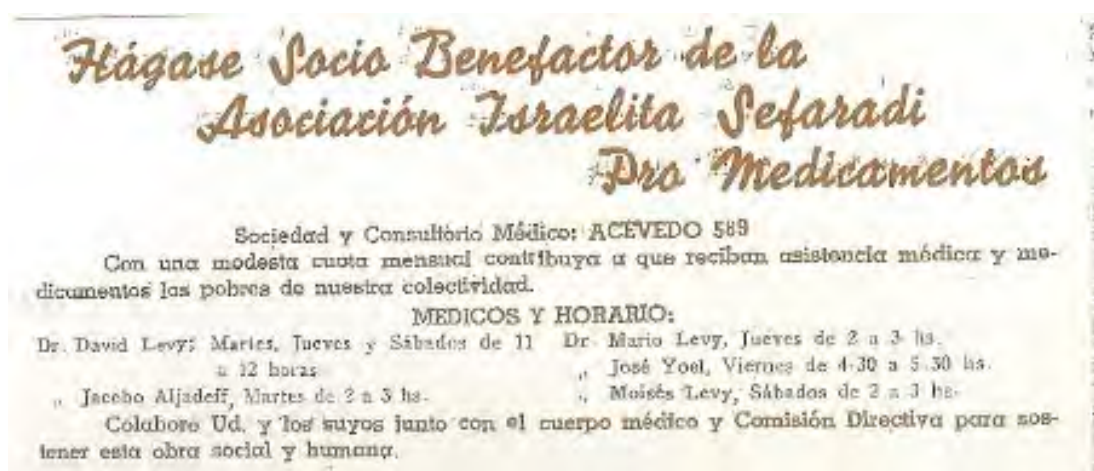 Hágase Socio Benefactor de la
Asociación Israelita Sefaradi
Pro Medicamentos
Sociedad y Consultorio Médico: ACEVEDO 589
Con una modesta cuota mensual contribuya a que reciban asistencia médica y me-
dicamentos los pobres de nuestra colectividad.
MEDICOS Y HORARIO:
Dr. David Levy: Martes, Jueves y Sábados de 11
a 12 horas
„ Jacobo Aljadeff, Martes de 2 a 3 hs.
Dr. Mario Levy, Jueves de 2 a 3 hs.
„ José Yoel, Viernes de 4.30 a 5.30 hs.
„ Moisés Levy, Sábados de 2 a 3 hs.
Colabore Ud. y los suyos junto con el cuerpo médico y Comisión Directiva para sos-
tener esta obra social y humana.